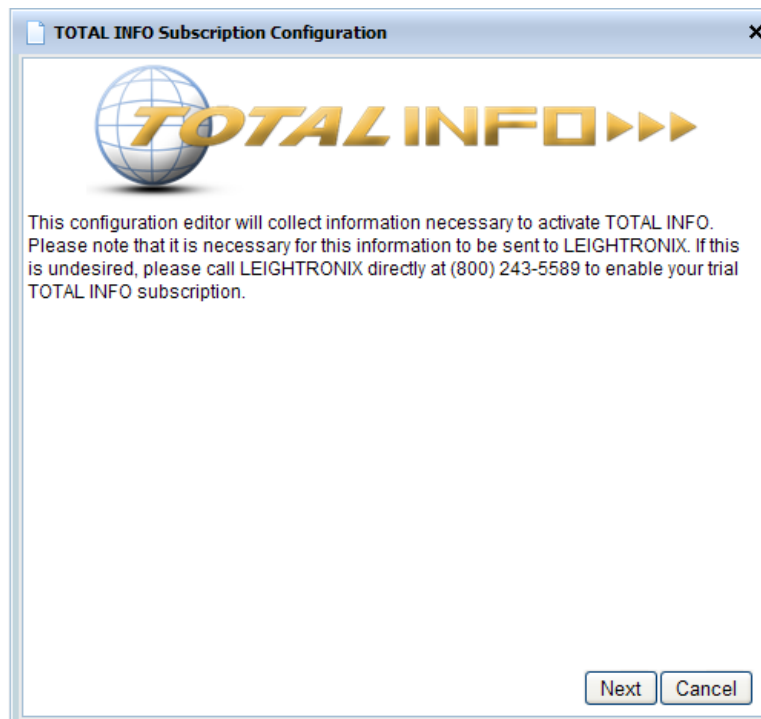 TOTAL INFO Subscription Configuration
TOTAL INFO
This configuration editor will collect information necessary to activate TOTAL INFO.
Please note that it is necessary for this information to be sent to LEIGHTRONIX. If this
is undesired, please call LEIGHTRONIX directly at (800) 243-5589 to enable your trial
TOTAL INFO subscription.
Next Cancel